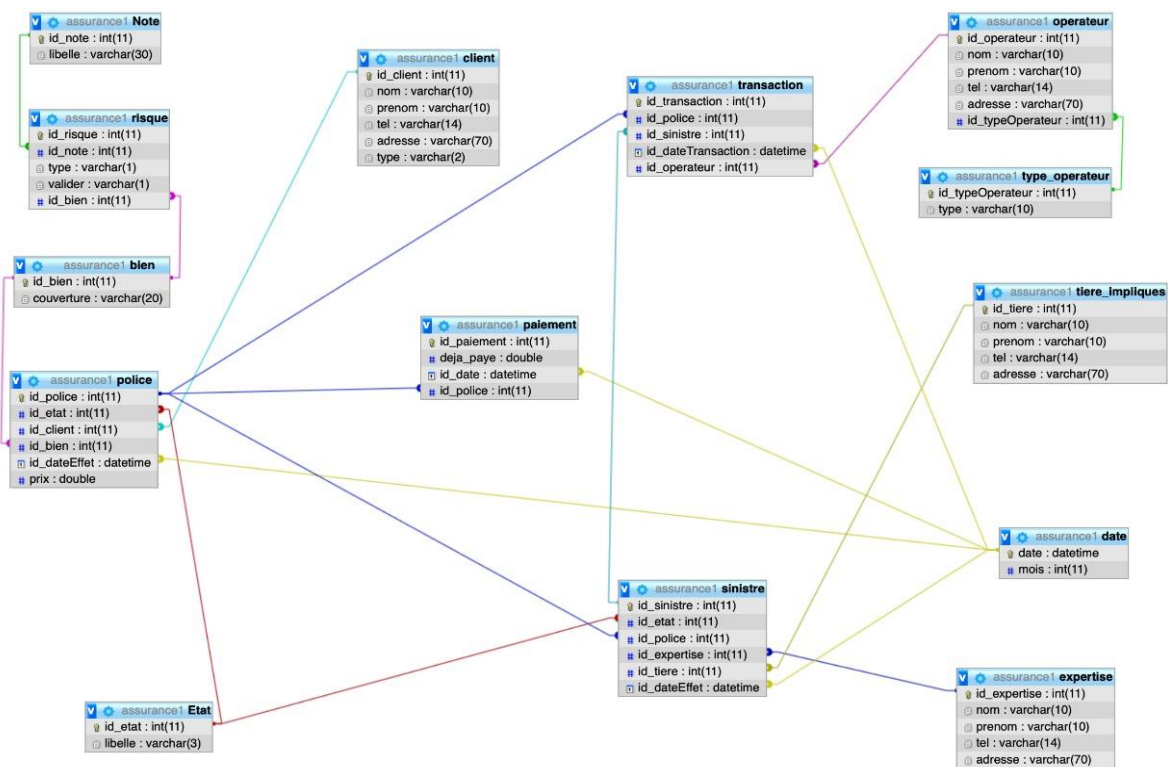 assurance1 Note
id_note : int(11)
libelle : varchar(30)
assurance1 risque
id_risque : int(11)
id_note : int(11)
type : varchar(1)
valider : varchar(1)
id_bien : int(11)
assurance1 bien
id_bien : int(11)
couverture : varchar(20)
assurance1 police
id_police : int(11)
id_etat : int(11)
id_client : int(11)
id_bien : int(11)
id_dateEffet : datetime
prix : double
assurance1 Etat
id_etat : int(11)
libelle : varchar(3)
assurance1 client
id_client : int(11)
nom : varchar(10)
prenom : varchar(10)
tel : varchar(14)
adresse : varchar(70)
type : varchar(2)
assurance1 paiement
id_paiement : int(11)
deja_paye : double
id_date : datetime
id_police : int(11)
assurance1 transaction
id_transaction : int(11)
id_police : int(11)
id_sinistre : int(11)
id_dateTransaction : datetime
id_operateur : int(11)
assurance1 sinistre
id_sinistre : int(11)
id_etat : int(11)
id_police : int(11)
id_expertise : int(11)
id_tiere : int(11)
id_dateEffet : datetime
assurance1 operateur
id_operateur : int(11)
nom : varchar(10)
prenom : varchar(10)
tel : varchar(14)
adresse : varchar(70)
id_typeOperateur : int(11)
assurance1 type_operateur
id_typeOperateur : int(11)
type : varchar(10)
assurance1 tiere_impliques
id_tiere : int(11)
nom : varchar(10)
prenom : varchar(10)
tel : varchar(14)
adresse : varchar(70)
assurance1 date
date : datetime
mois : int(11)
assurance1 expertise
id_expertise : int(11)
nom : varchar(10)
prenom : varchar(10)
tel : varchar(14)
adresse : varchar(70)